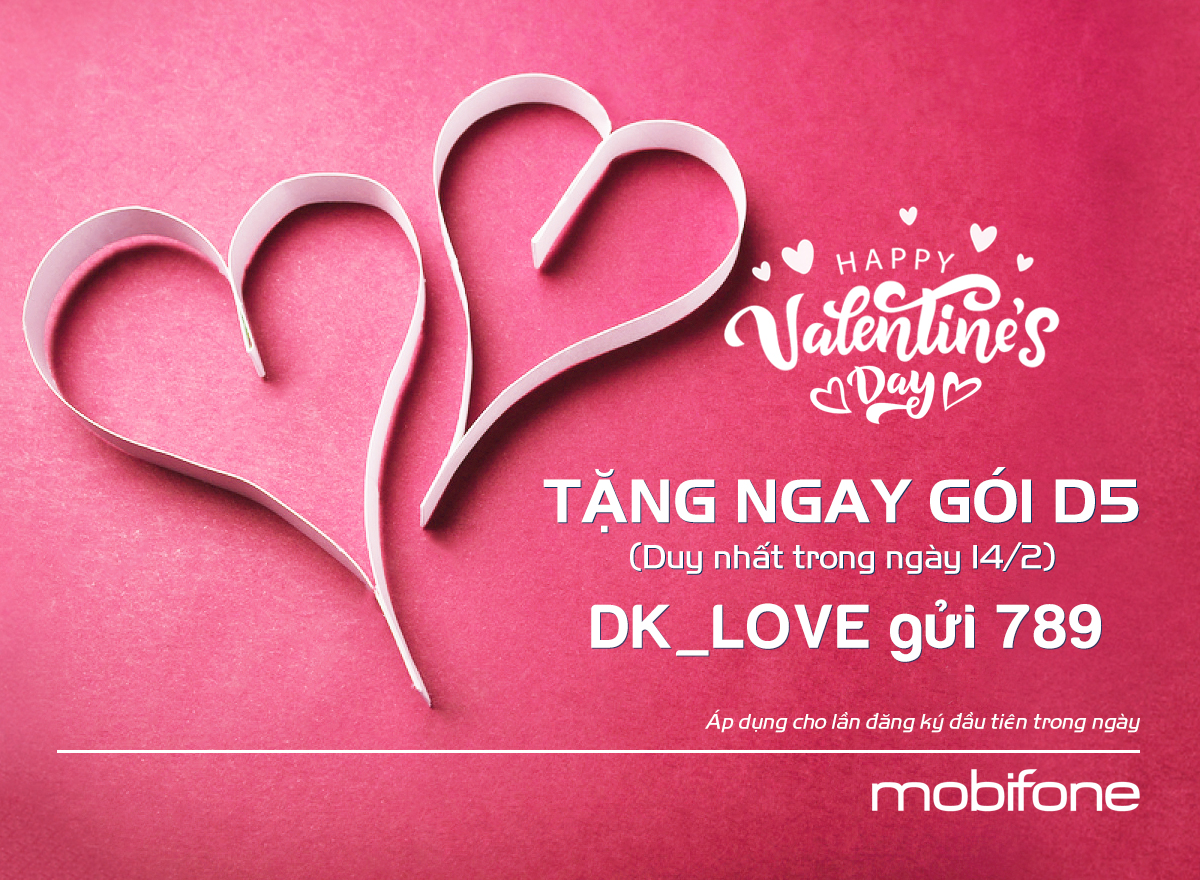 HAPPY
Valentine's
Day
TẶNG NGAY GÓI D5
(Duy nhất trong ngày 14/2)
DK_LOVE gửi 789
Áp dụng cho lần đăng ký đầu tiên trong ngày
mobifone